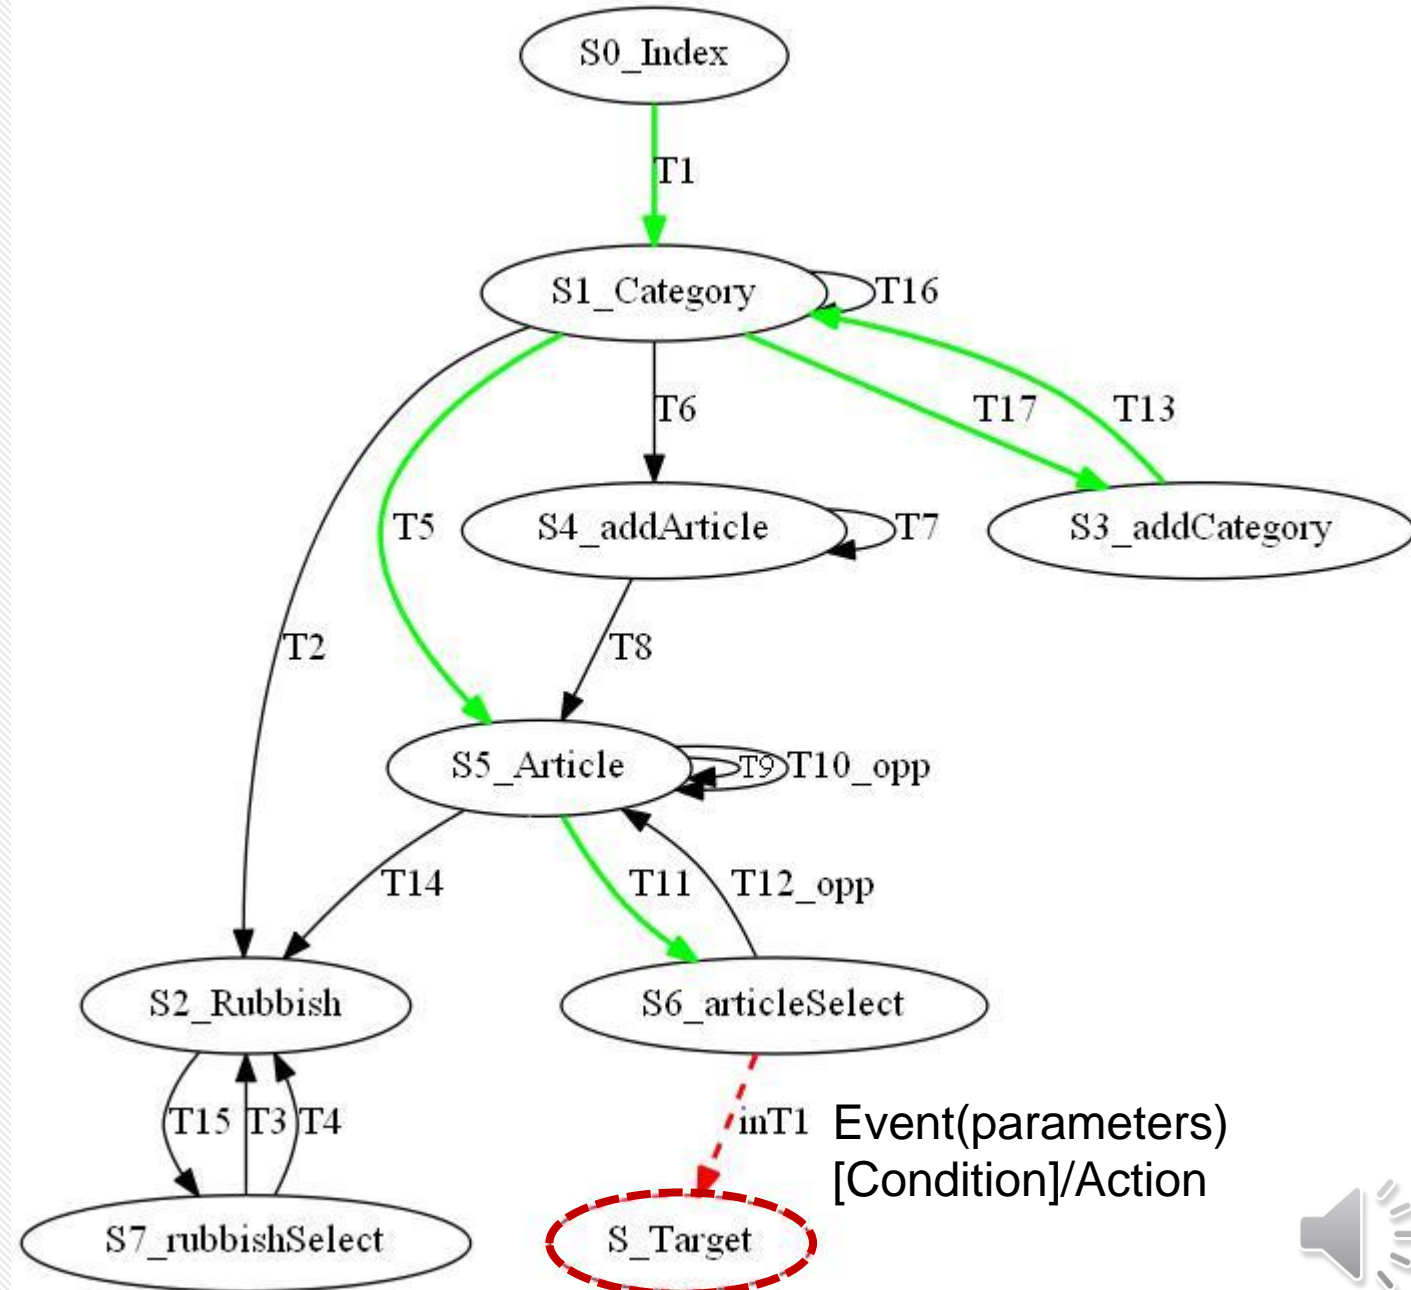 S0_Index
T1
S1_Category
T16
T6
T17
T13
T5
S4_addArticle
T7
S3_addCategory
T2
T8
S5_Article
T9
T10_opp
T14
T11
T12_opp
S2_Rubbish
S6_articleSelect
T15
T3
T4
inT1
Event(parameters)
[Condition]/Action
S7_rubbishSelect
S_Target